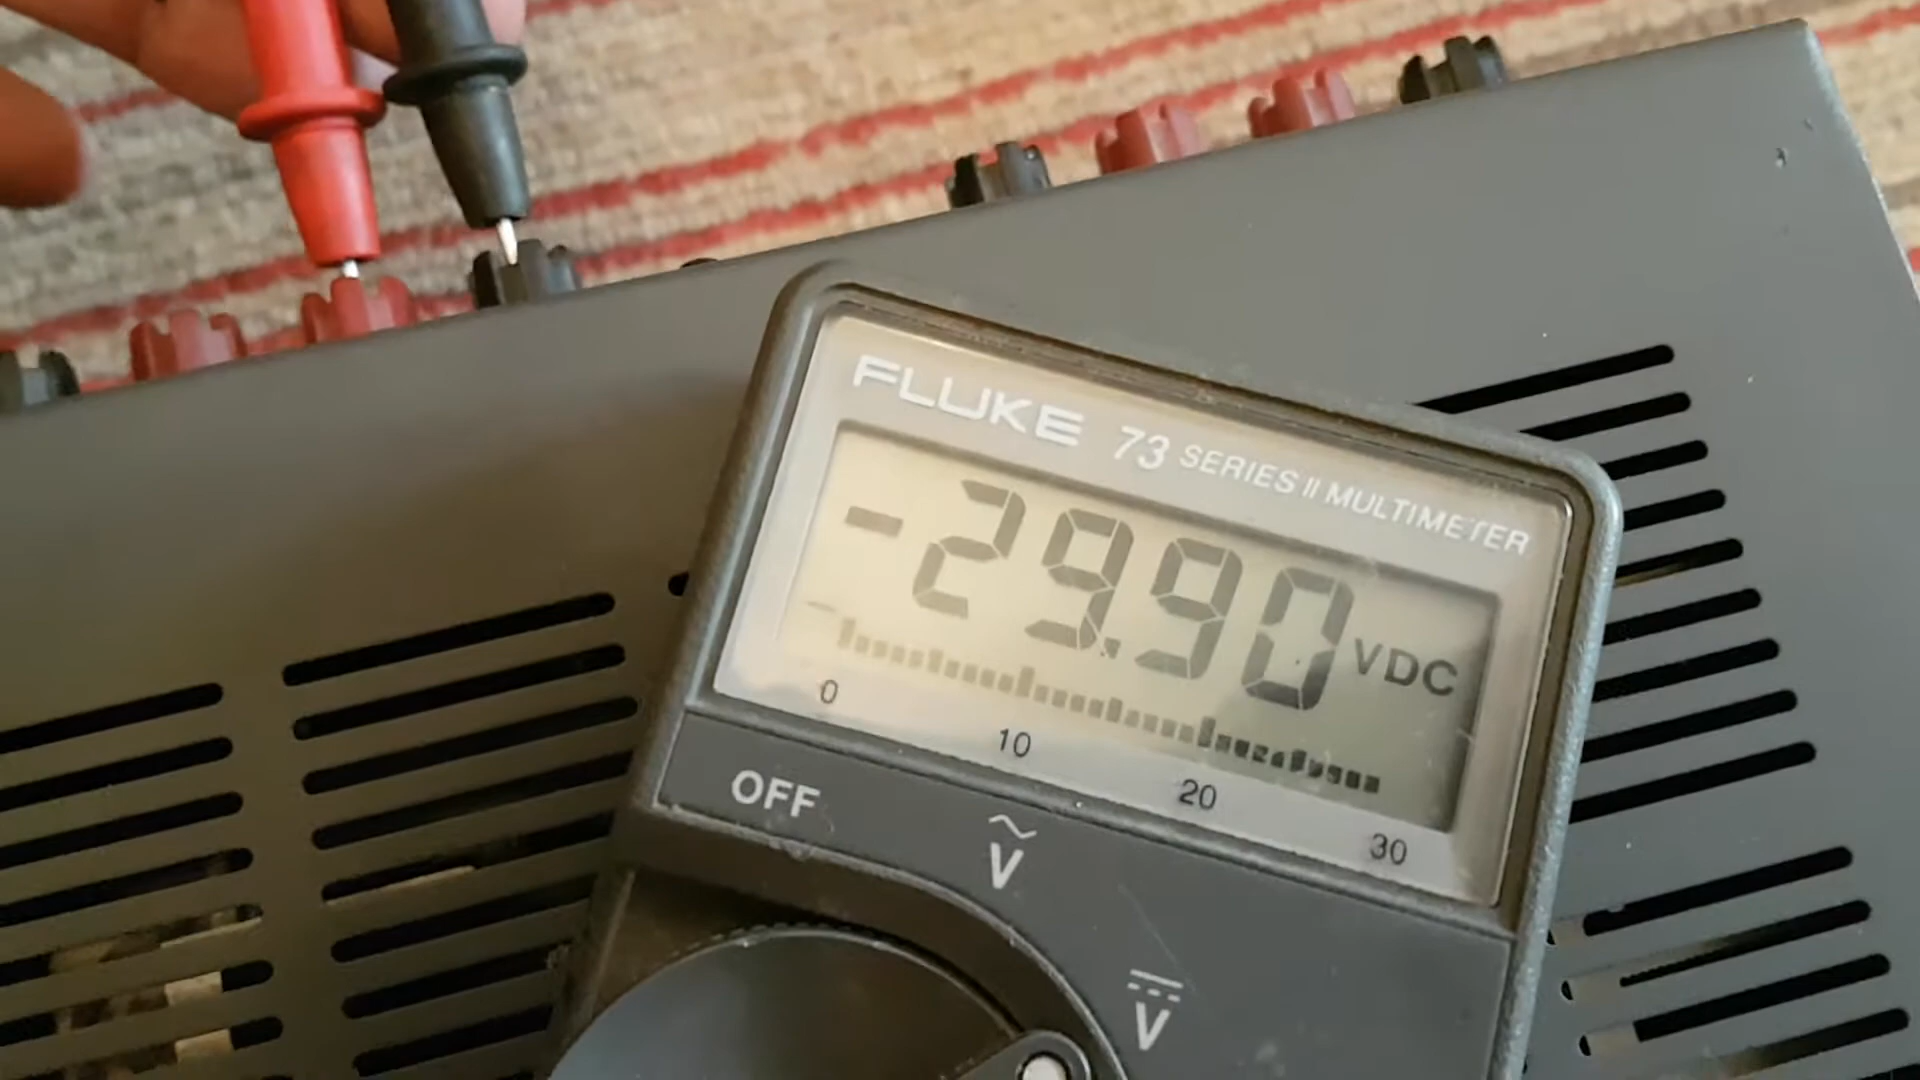 FLUKE 73 SERIES II MULTIMETER
-29.90 VDC
0 10 20 30
OFF
V
V